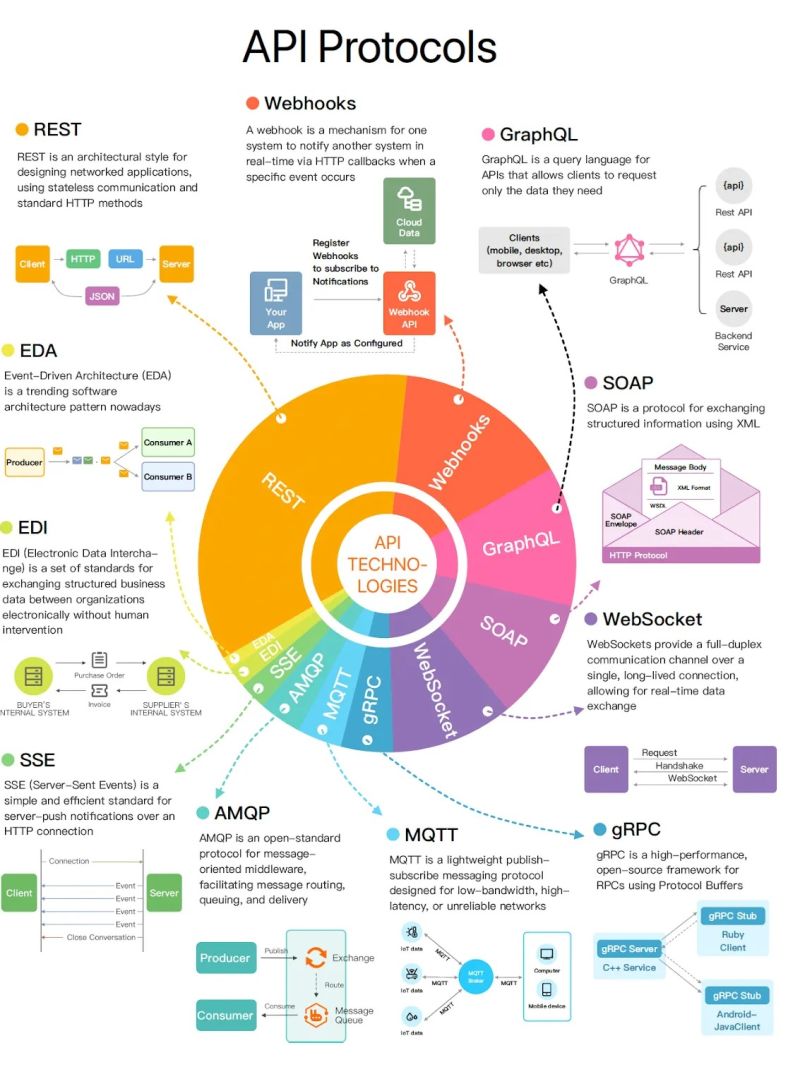 API Protocols
REST
REST is an architectural style for
designing networked applications,
using stateless communication and
standard HTTP methods
Client
HTTP
URL
Server
JSON
Webhooks
A webhook is a mechanism for one
system to notify another system in
real-time via HTTP callbacks when a
specific event occurs
Cloud
Data
Register
Webhooks
to subscribe to
Notifications
Your
App
Webhook
API
Notify App as Configured
GraphQL
GraphQL is a query language for
APIs that allows clients to request
only the data they need
Clients
(mobile, desktop,
browser etc)
GraphQL
{api}
Rest API
{api}
Rest API
Server
Backend
Service
EDA
Event-Driven Architecture (EDA)
is a trending software
architecture pattern nowadays
Producer
Consumer A
Consumer B
SOAP
SOAP is a protocol for exchanging
structured information using XML
Message Body
XML Format
WSDL
SOAP
Envelope
SOAP Header
HTTP Protocol
EDI
EDI (Electronic Data Intercha-
nge) is a set of standards for
exchanging structured business
data between organizations
electronically without human
intervention
Purchase Order
Invoice
BUYER'S
NTERNAL SYSTEM
SUPPLIER' S
INTERNAL SYSTEM
REST
Webhooks
GraphQL
SOAP
WebSocket
gRPC
MQTT
AMQP
SSE
EDI
EDA
API
TECHNO-
LOGIES
WebSocket
WebSockets provide a full-duplex
communication channel over a
single, long-lived connection,
allowing for real-time data
exchange
Client
Request
Handshake
WebSocket
Server
SSE
SSE (Server-Sent Events) is a
simple and efficient standard for
server-push notifications over an
HTTP connection
Client
Connection
Event
Event
Event
Event
Close Conversation
Server
AMQP
AMQP is an open-standard
protocol for message-
oriented middleware,
facilitating message routing,
queuing, and delivery
Producer
Publish
Exchange
Route
Consumer
Consume
Message
Queue
MQTT
MQTT is a lightweight publish-
subscribe messaging protocol
designed for low-bandwidth, high-
latency, or unreliable networks
IoT data
IoT data
IoT data
MQTT
MQTT
MQTT
MQTT
Broker
MQTT
Computer
Mobile device
gRPC
gRPC is a high-performance,
open-source framework for
RPCs using Protocol Buffers
gRPC Server
C++ Service
gRPC Stub
Ruby
Client
gRPC Stub
Android-
JavaClient